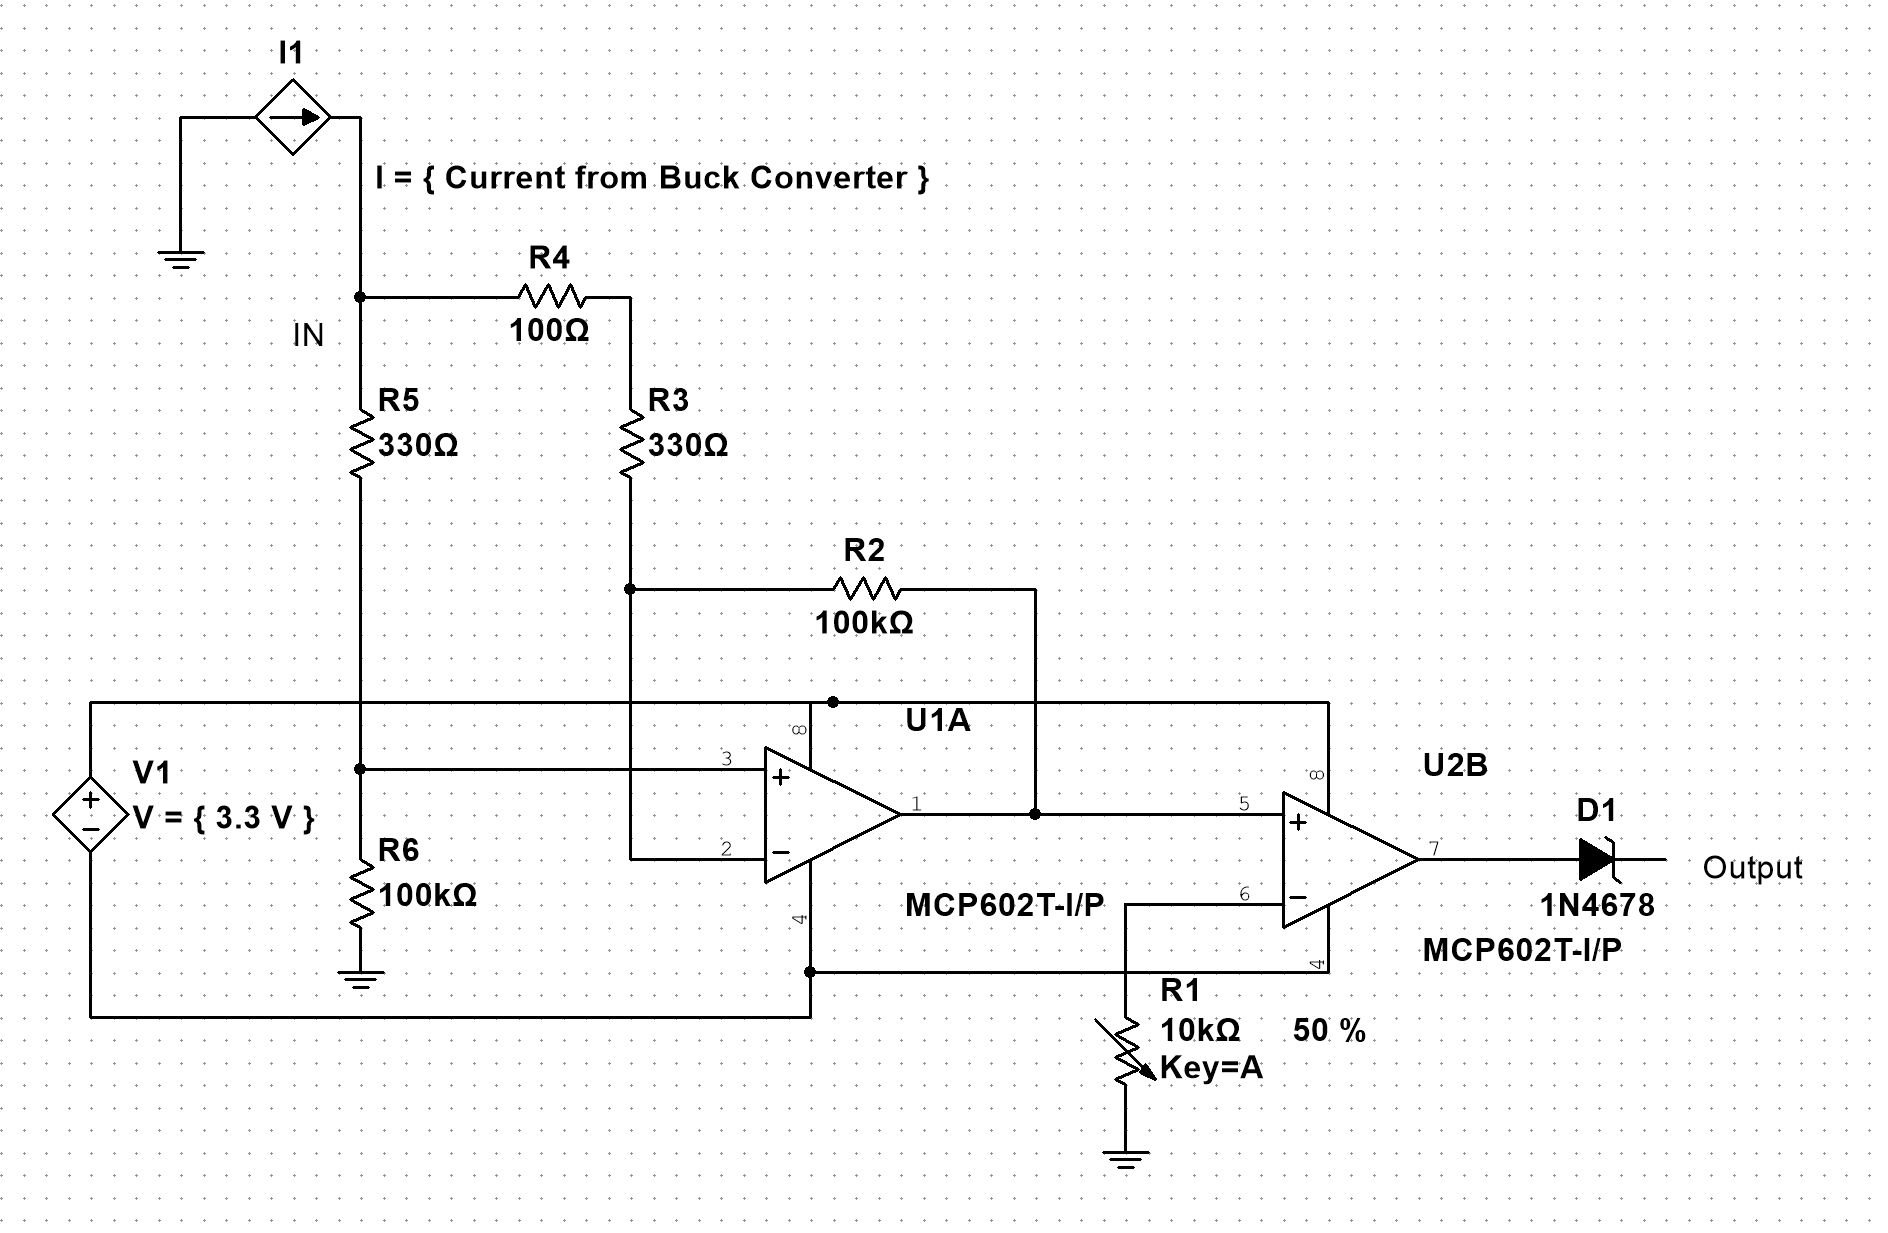 I1
I = { Current from Buck Converter }
R4
100Ω
IN
R5
330Ω
R3
330Ω
R2
100kΩ
U1A
8
3
+
1
2
−
4
V1
V = { 3.3 V }
+
−
R6
100kΩ
MCP602T-I/P
U2B
8
5
+
7
6
−
4
D1
1N4678
Output
MCP602T-I/P
R1
10kΩ 50 %
Key=A